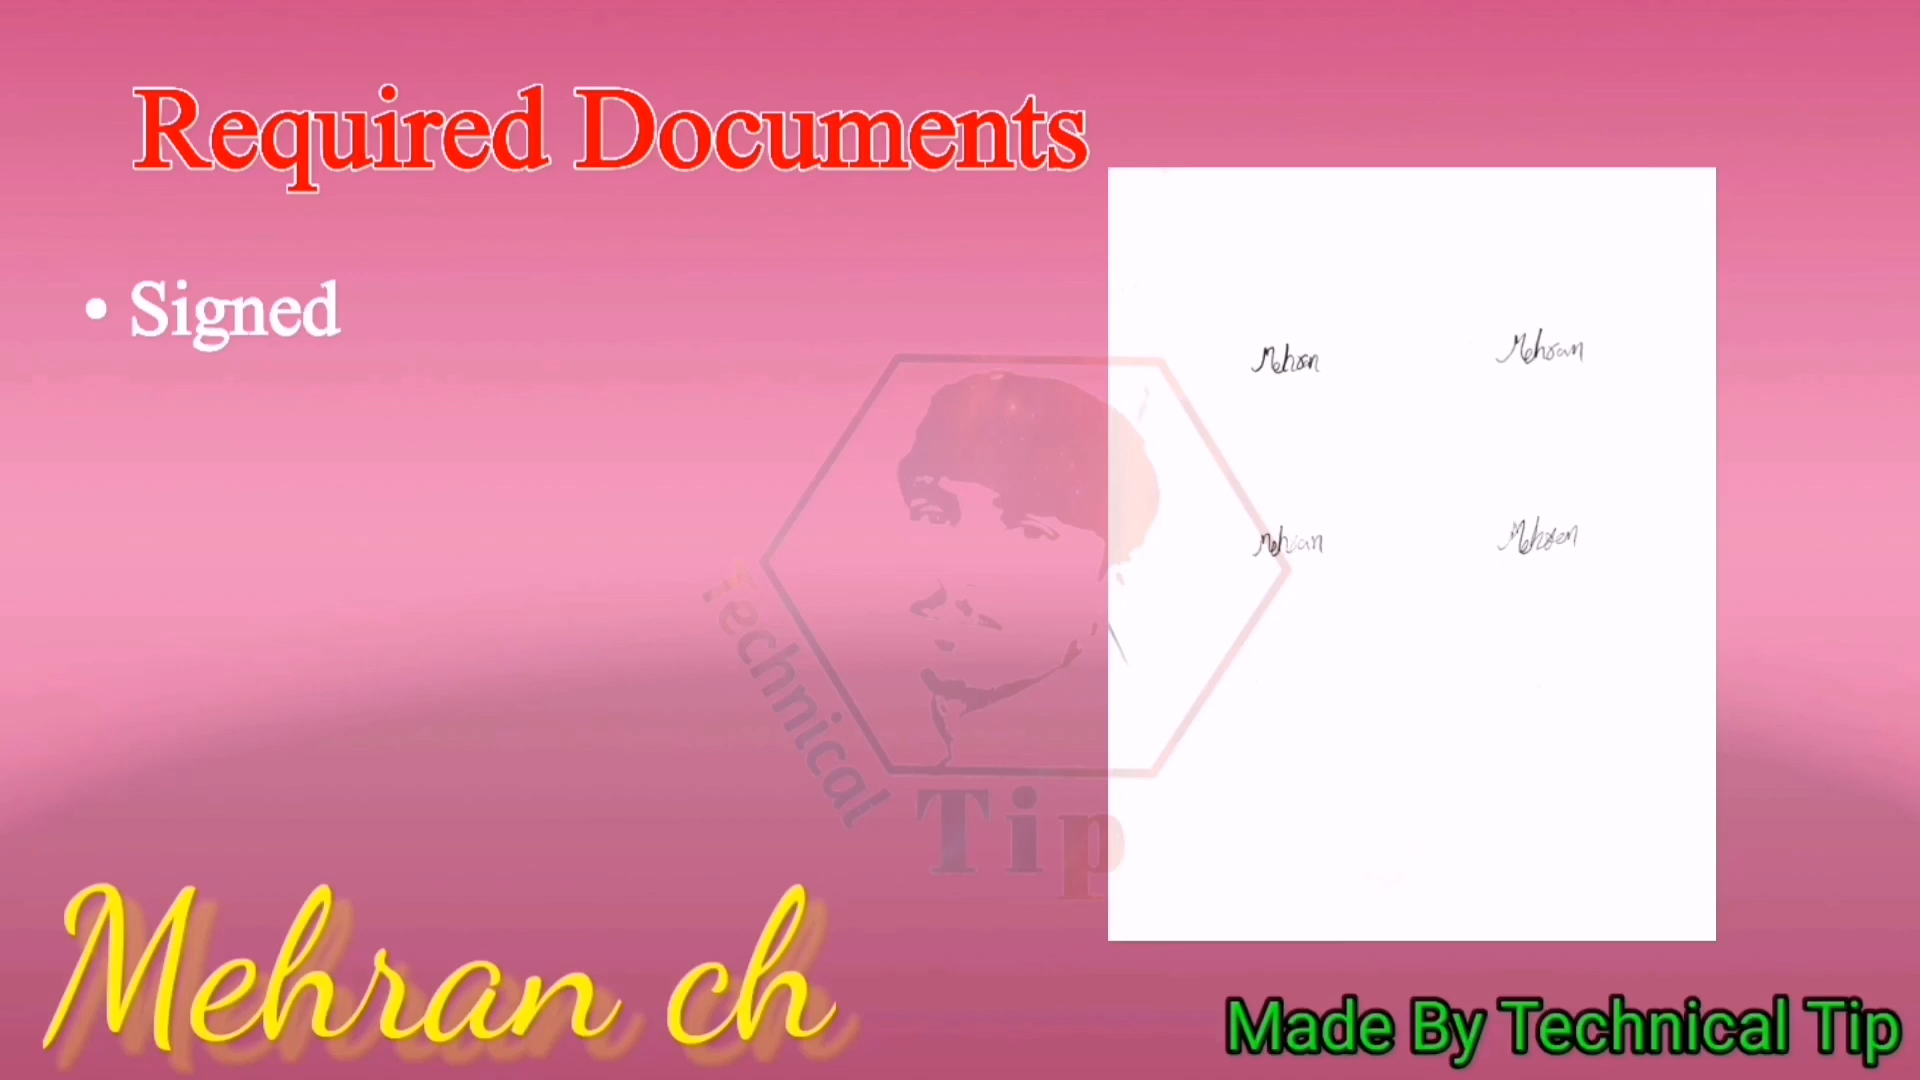 Required Documents
• Signed
Mehran Mehran
Mehran Mehran
Technical
Tip
Mehran ch
Made By Technical Tip